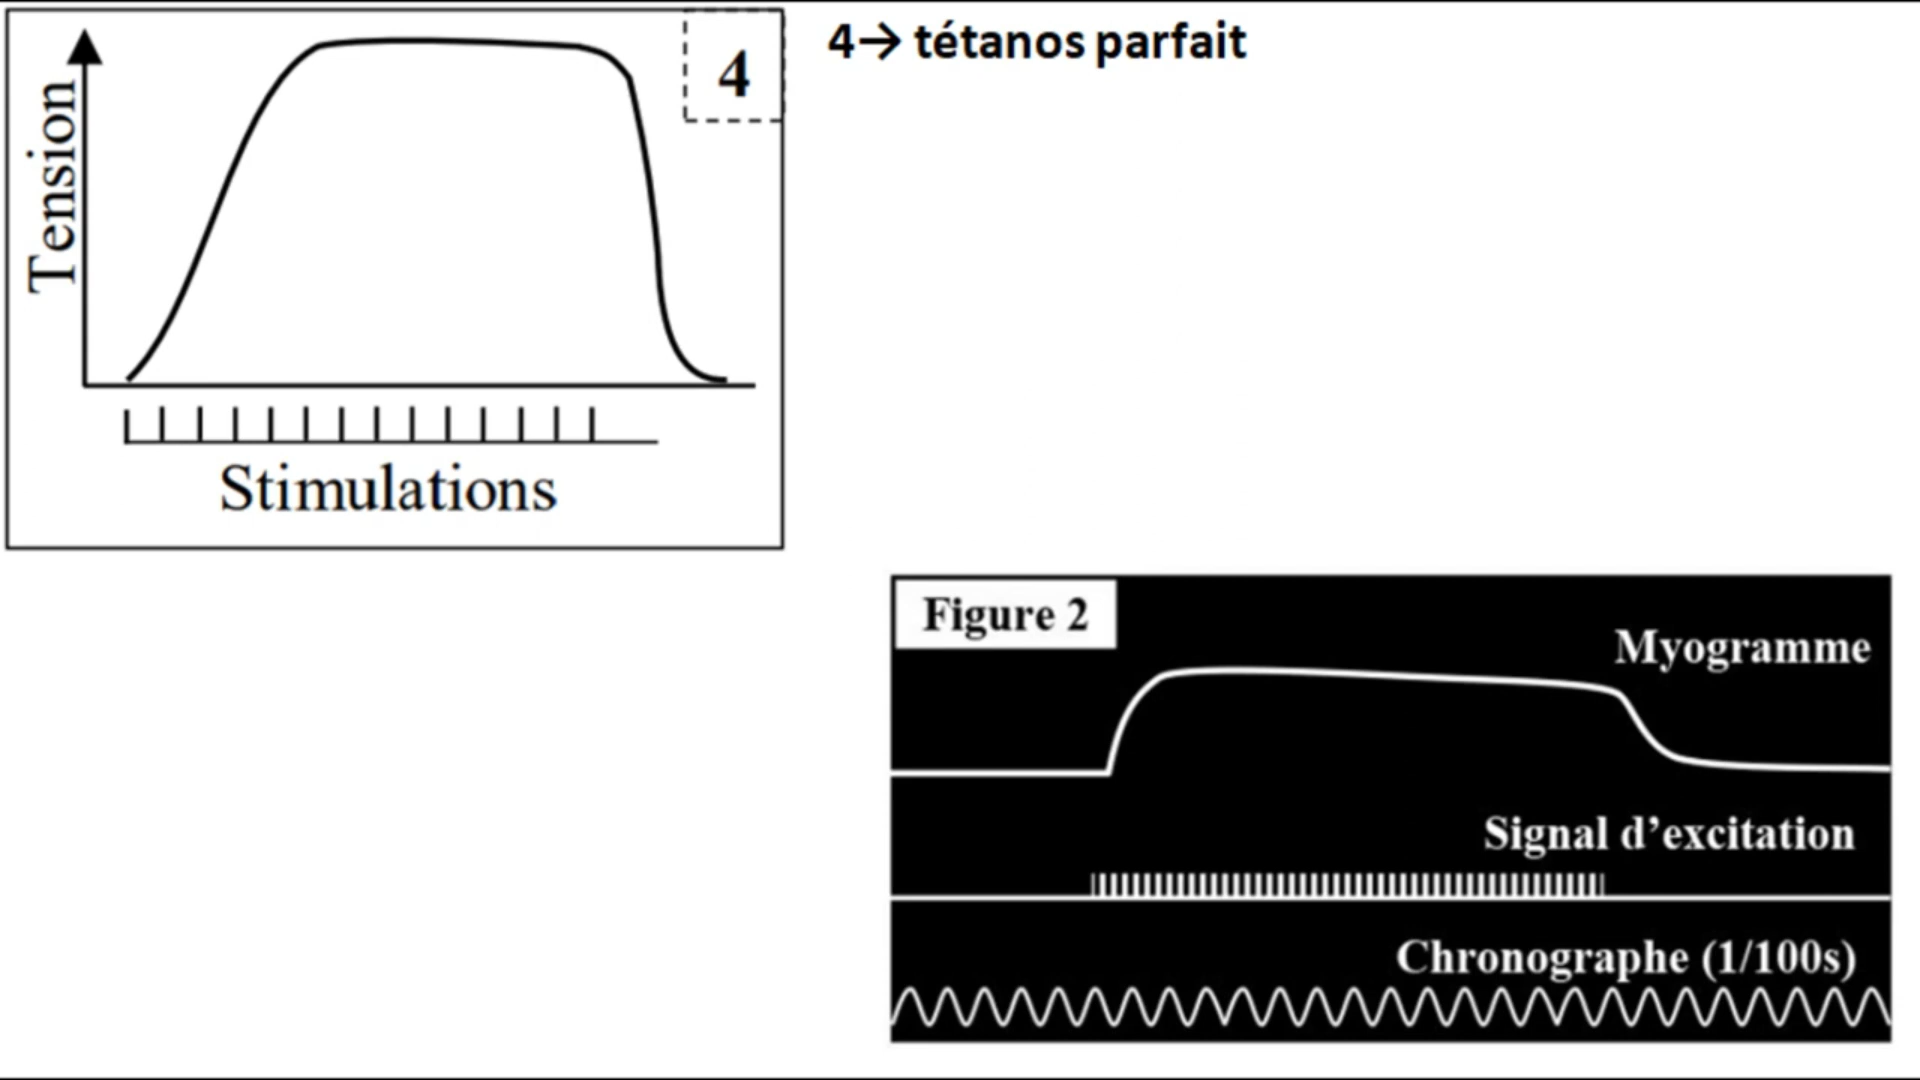 4
4→ tétanos parfait
Tension
Stimulations
Figure 2
Myogramme
Signal d’excitation
Chronographe (1/100s)